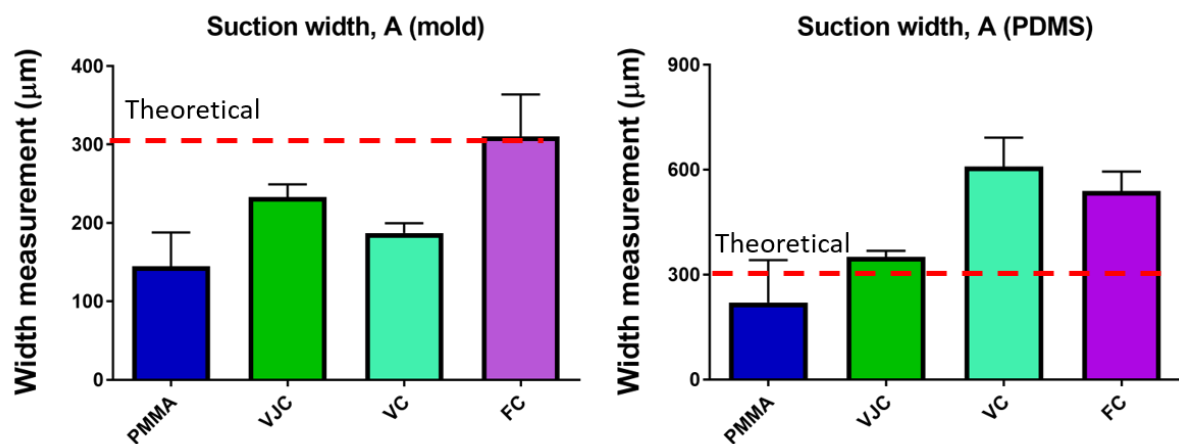 Suction width, A (mold)
Width measurement (μm)
400
300
200
100
0
Theoretical
PMMA
VJC
VC
FC
Suction width, A (PDMS)
Width measurement (μm)
900
600
300
0
Theoretical
PMMA
VJC
VC
FC